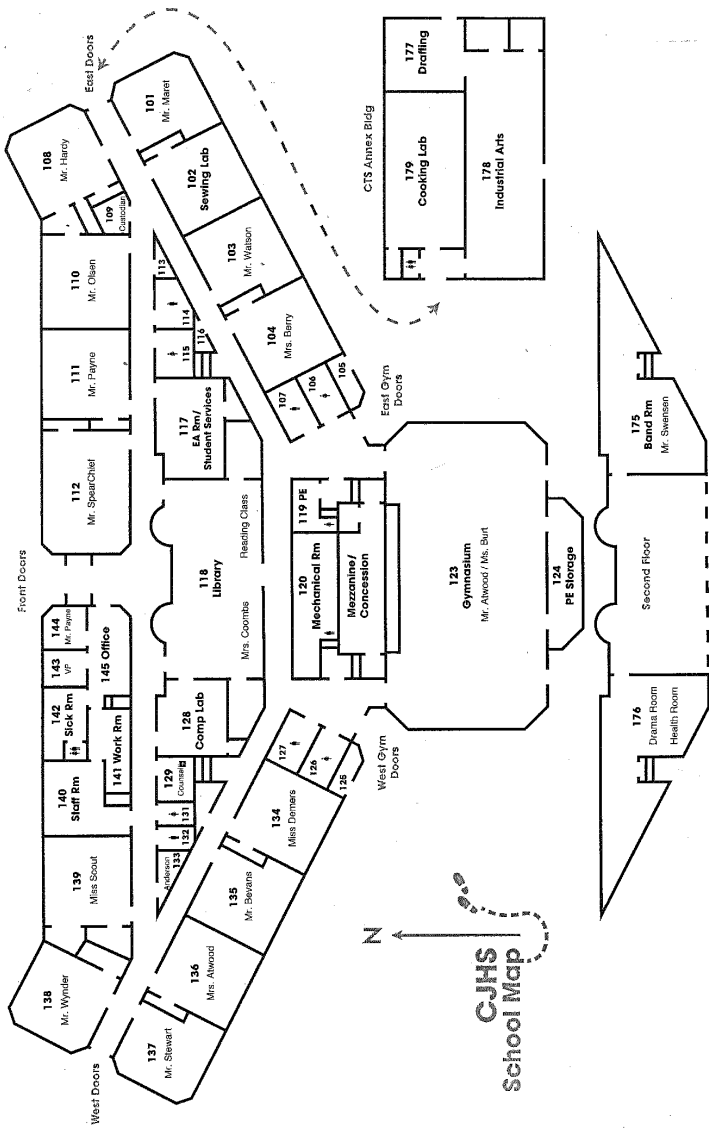 CJHS
School Map
N
West Doors
Front Doors
East Doors
138
Mr. Wynder
139
Miss Scout
140
Staff Rm
141 Work Rm
142
Sick Rm
143
VP
144
Mr. Payne
145 Office
112
Mr. SpearChief
111
Mr. Payne
110
Mr. Olsen
109
Custodian
108
Mr. Hardy
133
Anderson
132
131
129
Counsel
128
Comp Lab
118
Library
Mrs. Coombs
Reading Class
117
EA Rm/
Student Services
115
116
114
113
137
Mr. Stewart
136
Mrs. Atwood
135
Mr. Bevans
134
Miss Demers
127
126
125
West Gym
Doors
120
Mechanical Rm
119 PE
Mezzanine/
Concession
107
106
105
East Gym
Doors
104
Mrs. Berry
103
Mr. Watson
102
Sewing Lab
101
Mr. Maret
123
Gymnasium
Mr. Atwood / Ms. Burt
124
PE Storage
CTS Annex Bldg
179
Cooking Lab
177
Drafting
178
Industrial Arts
176
Drama Room
Health Room
Second Floor
175
Band Rm
Mr. Swensen